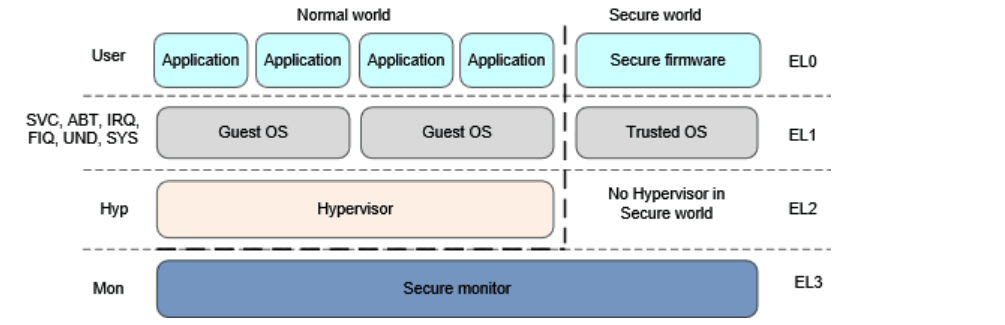 Normal world
Secure world
User
Application
Application
Application
Application
Secure firmware
EL0
SVC, ABT, IRQ,
FIQ, UND, SYS
Guest OS
Guest OS
Trusted OS
EL1
Hyp
Hypervisor
No Hypervisor in
Secure world
EL2
Mon
Secure monitor
EL3